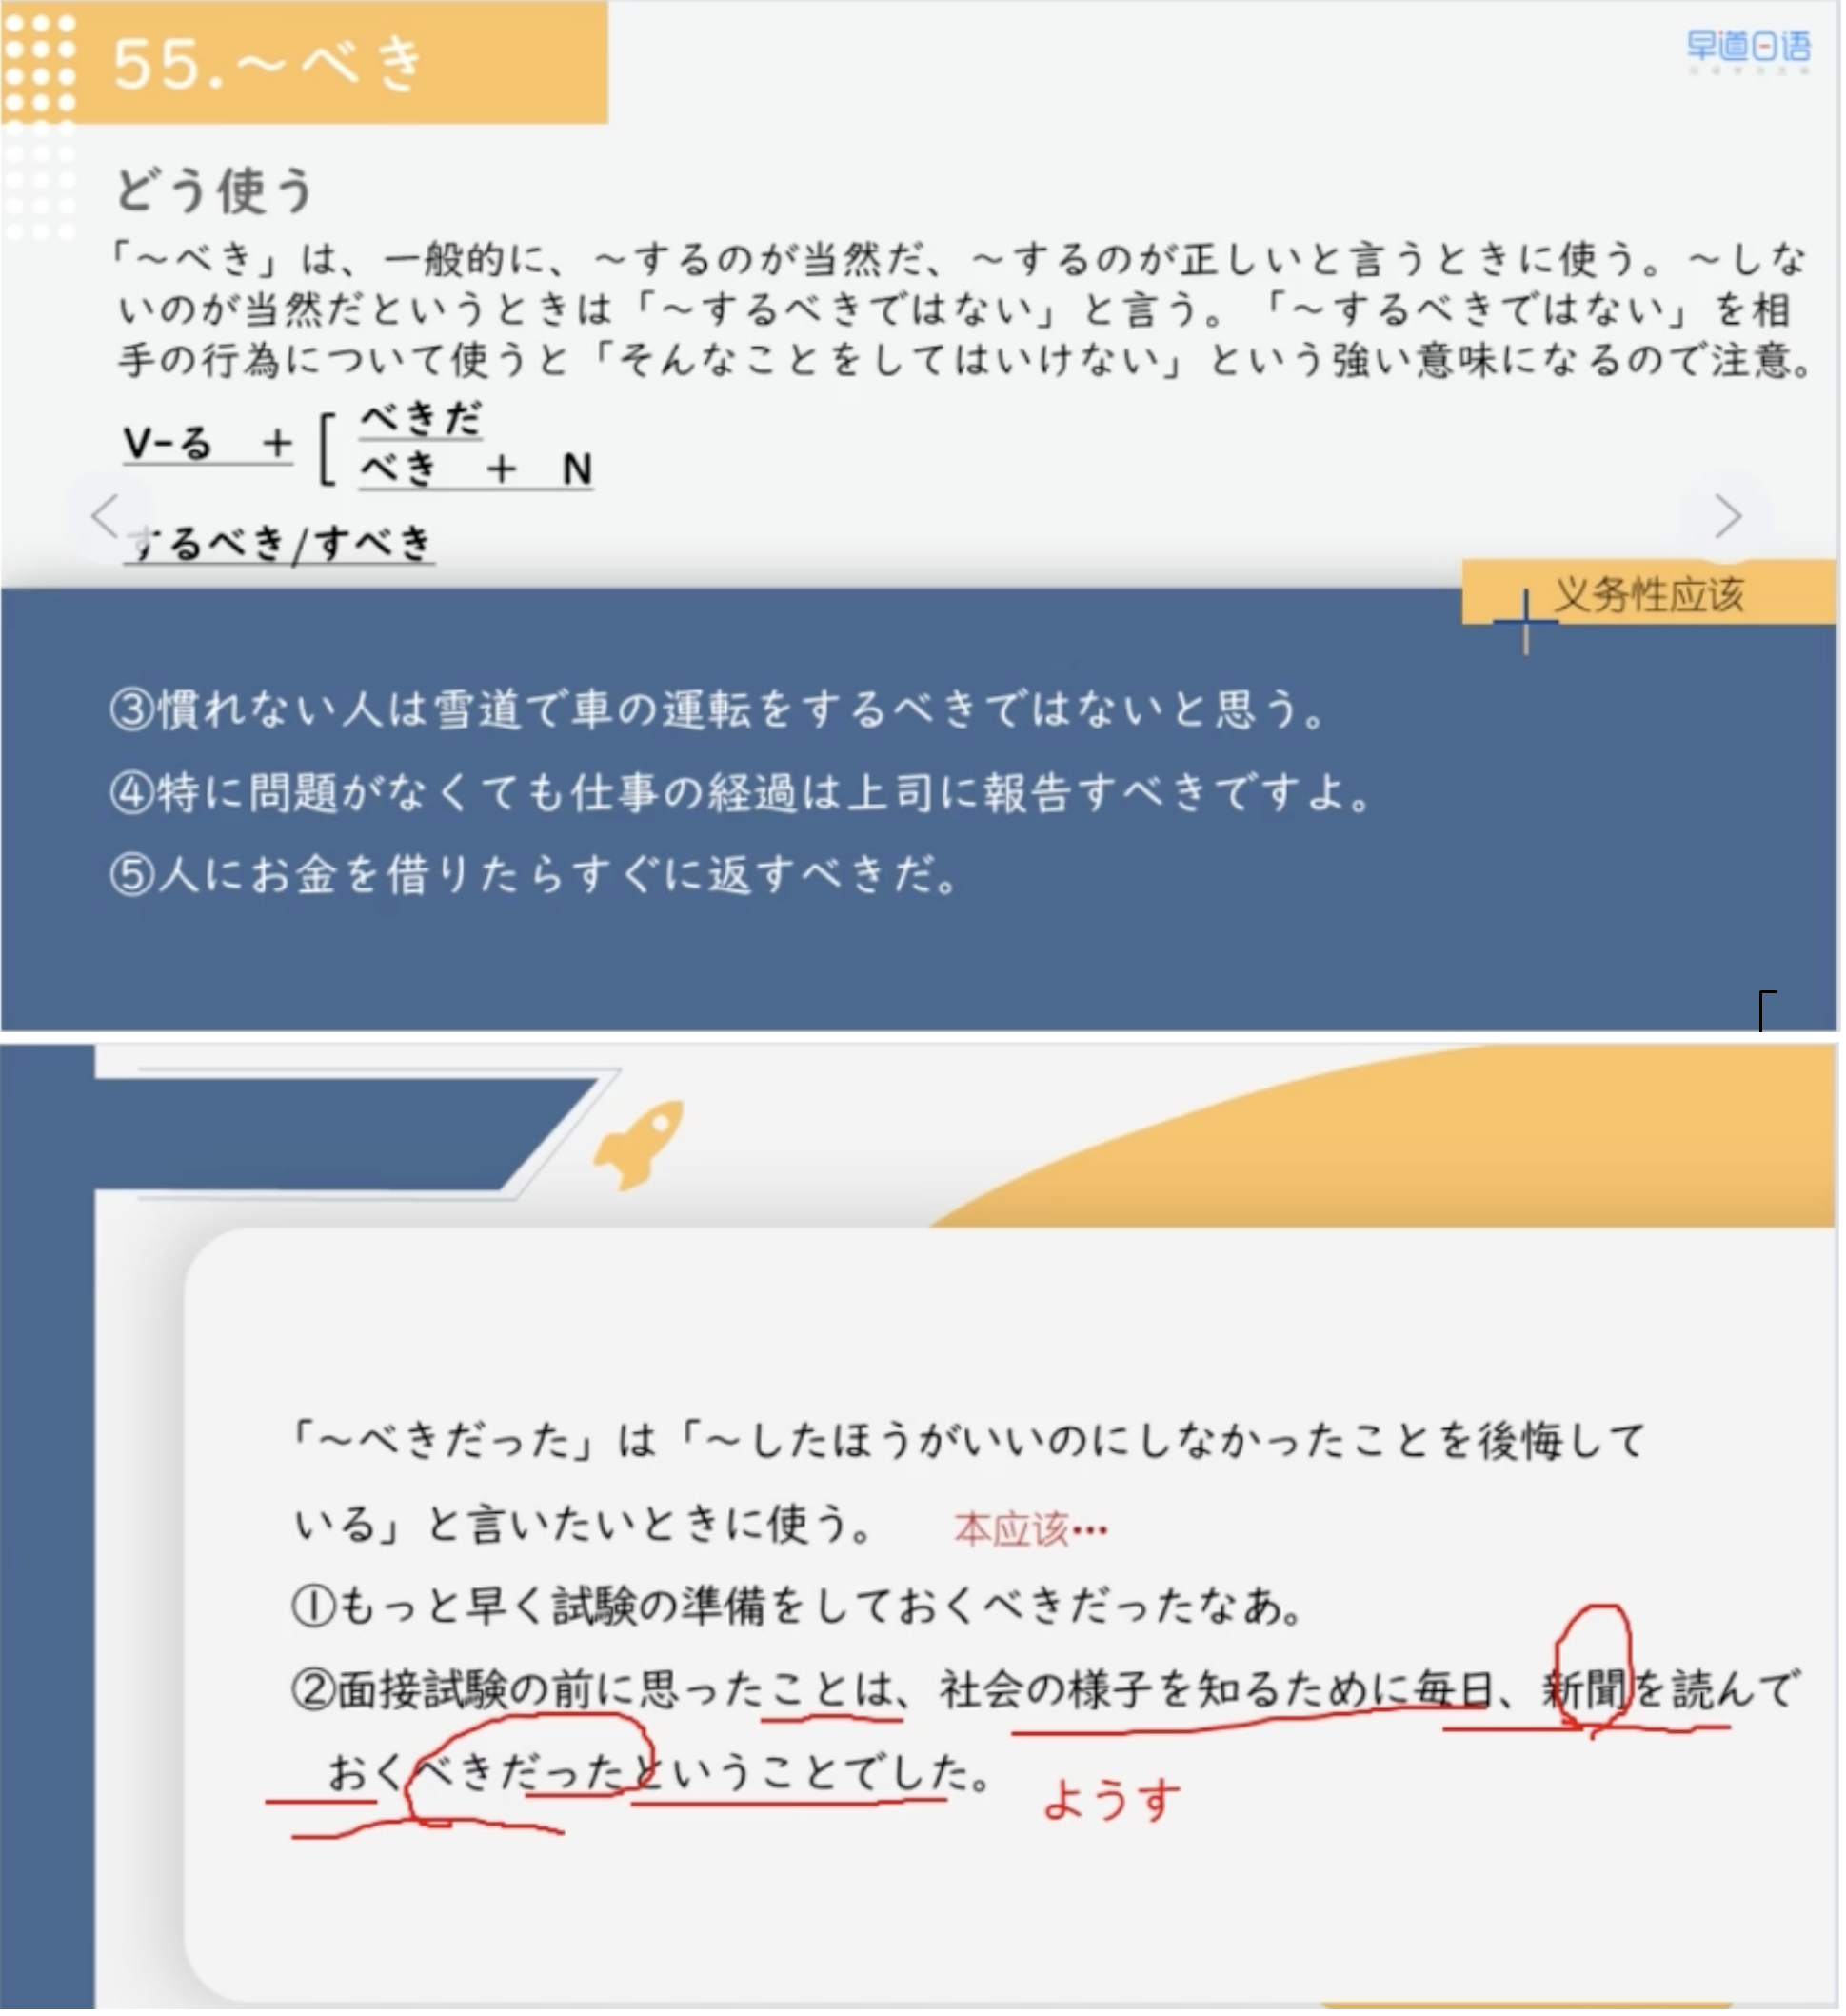 55.～べき
早道日语
どう使う
「～べき」は、一般的に、～するのが当然だ、～するのが正しいと言うときに使う。～しな
いのが当然だというときは「～するべきではない」と言う。「～するべきではない」を相
手の行為について使うと「そんなことをしてはいけない」という強い意味になるので注意。
V-る ＋ [ べきだ
べき ＋ N
するべき/すべき
义务性应该
③慣れない人は雪道で車の運転をするべきではないと思う。
④特に問題がなくても仕事の経過は上司に報告すべきですよ。
⑤人にお金を借りたらすぐに返すべきだ。
「～べきだった」は「～したほうがいいのにしなかったことを後悔して
いる」と言いたいときに使う。 本应该…
①もっと早く試験の準備をしておくべきだったなあ。
②面接試験の前に思ったことは、社会の様子を知るために毎日、新聞を読んで
おくべきだったということでした。 ようす